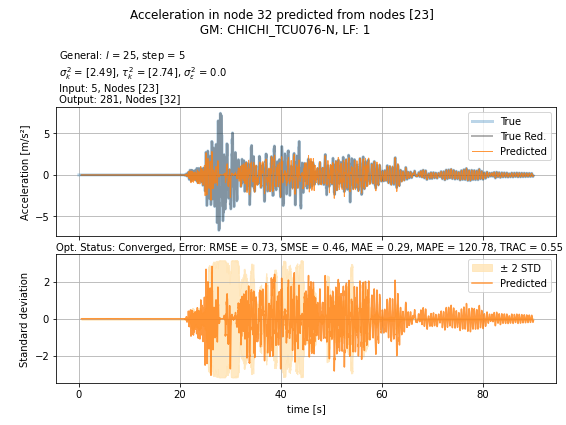 Acceleration in node 32 predicted from nodes [23]
GM: CHICHI_TCU076-N, LF: 1
General: l = 25, step = 5
σ²ₖ = [2.49], τ²ₖ = [2.74], σ²ε = 0.0
Input: 5, Nodes [23]
Output: 281, Nodes [32]
Acceleration [m/s²]
5
0
−5
True
True Red.
Predicted
Opt. Status: Converged, Error: RMSE = 0.73, SMSE = 0.46, MAE = 0.29, MAPE = 120.78, TRAC = 0.55
Standard deviation
2
0
−2
± 2 STD
Predicted
0 20 40 60 80
time [s]